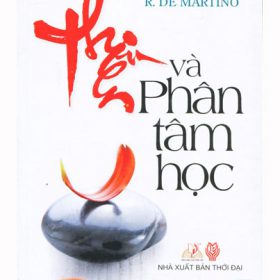 R. DE MARTINO
Thiền
và
Phân
tâm
học
NHÀ XUẤT BẢN THỜI ĐẠI